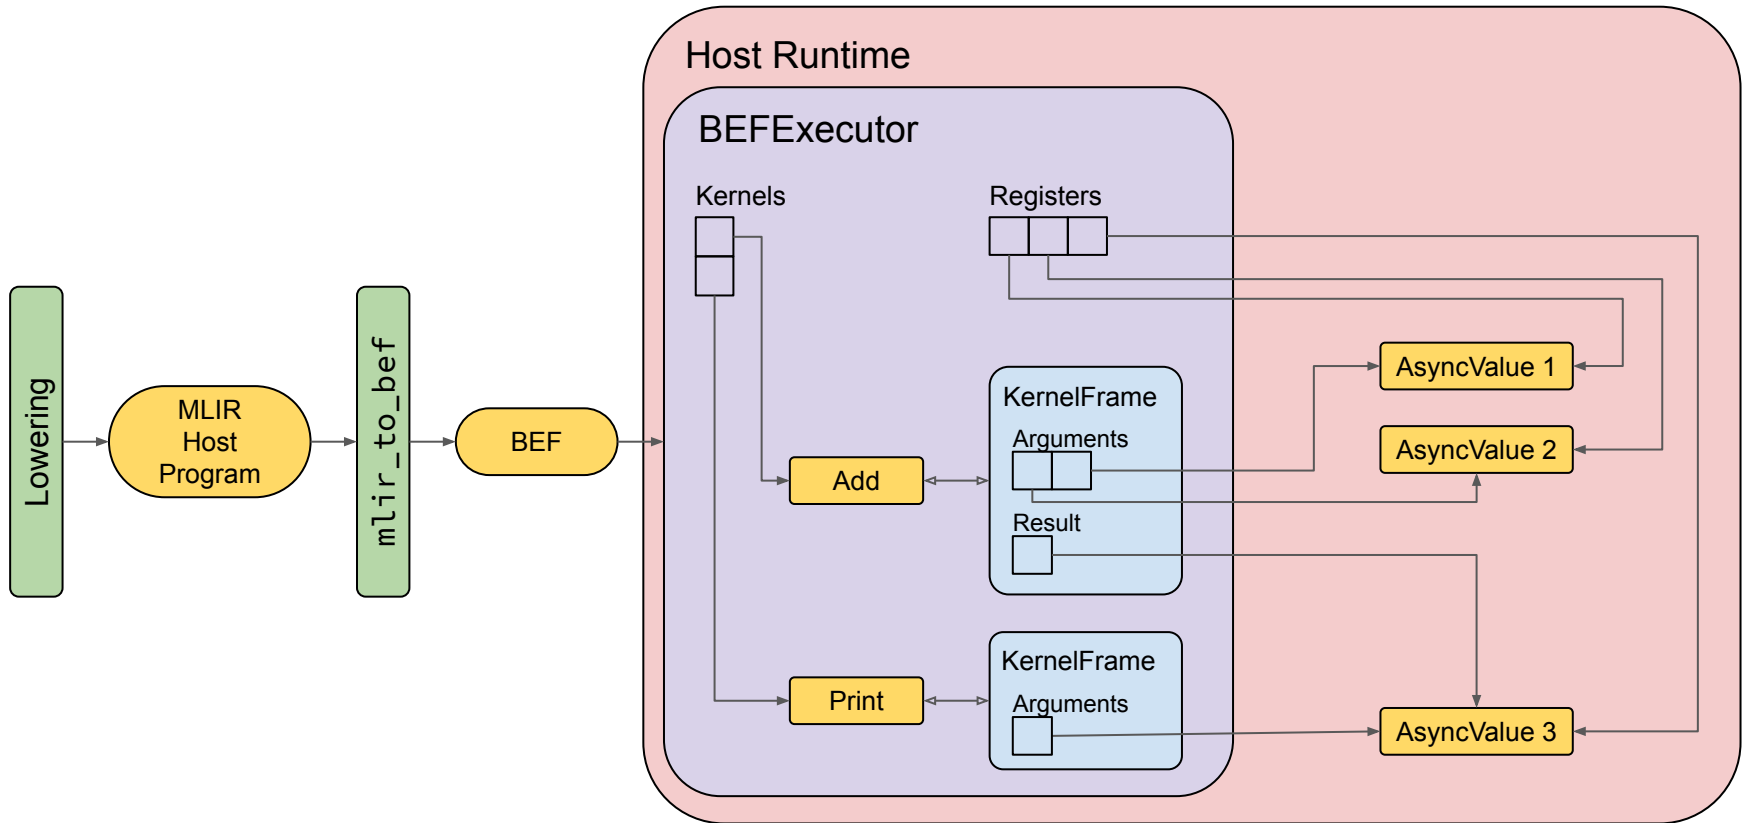 Host Runtime
BEFExecutor
Kernels
Registers
Lowering
MLIR
Host
Program
mlir_to_bef
BEF
Add
KernelFrame
Arguments
Result
AsyncValue 1
AsyncValue 2
Print
KernelFrame
Arguments
AsyncValue 3